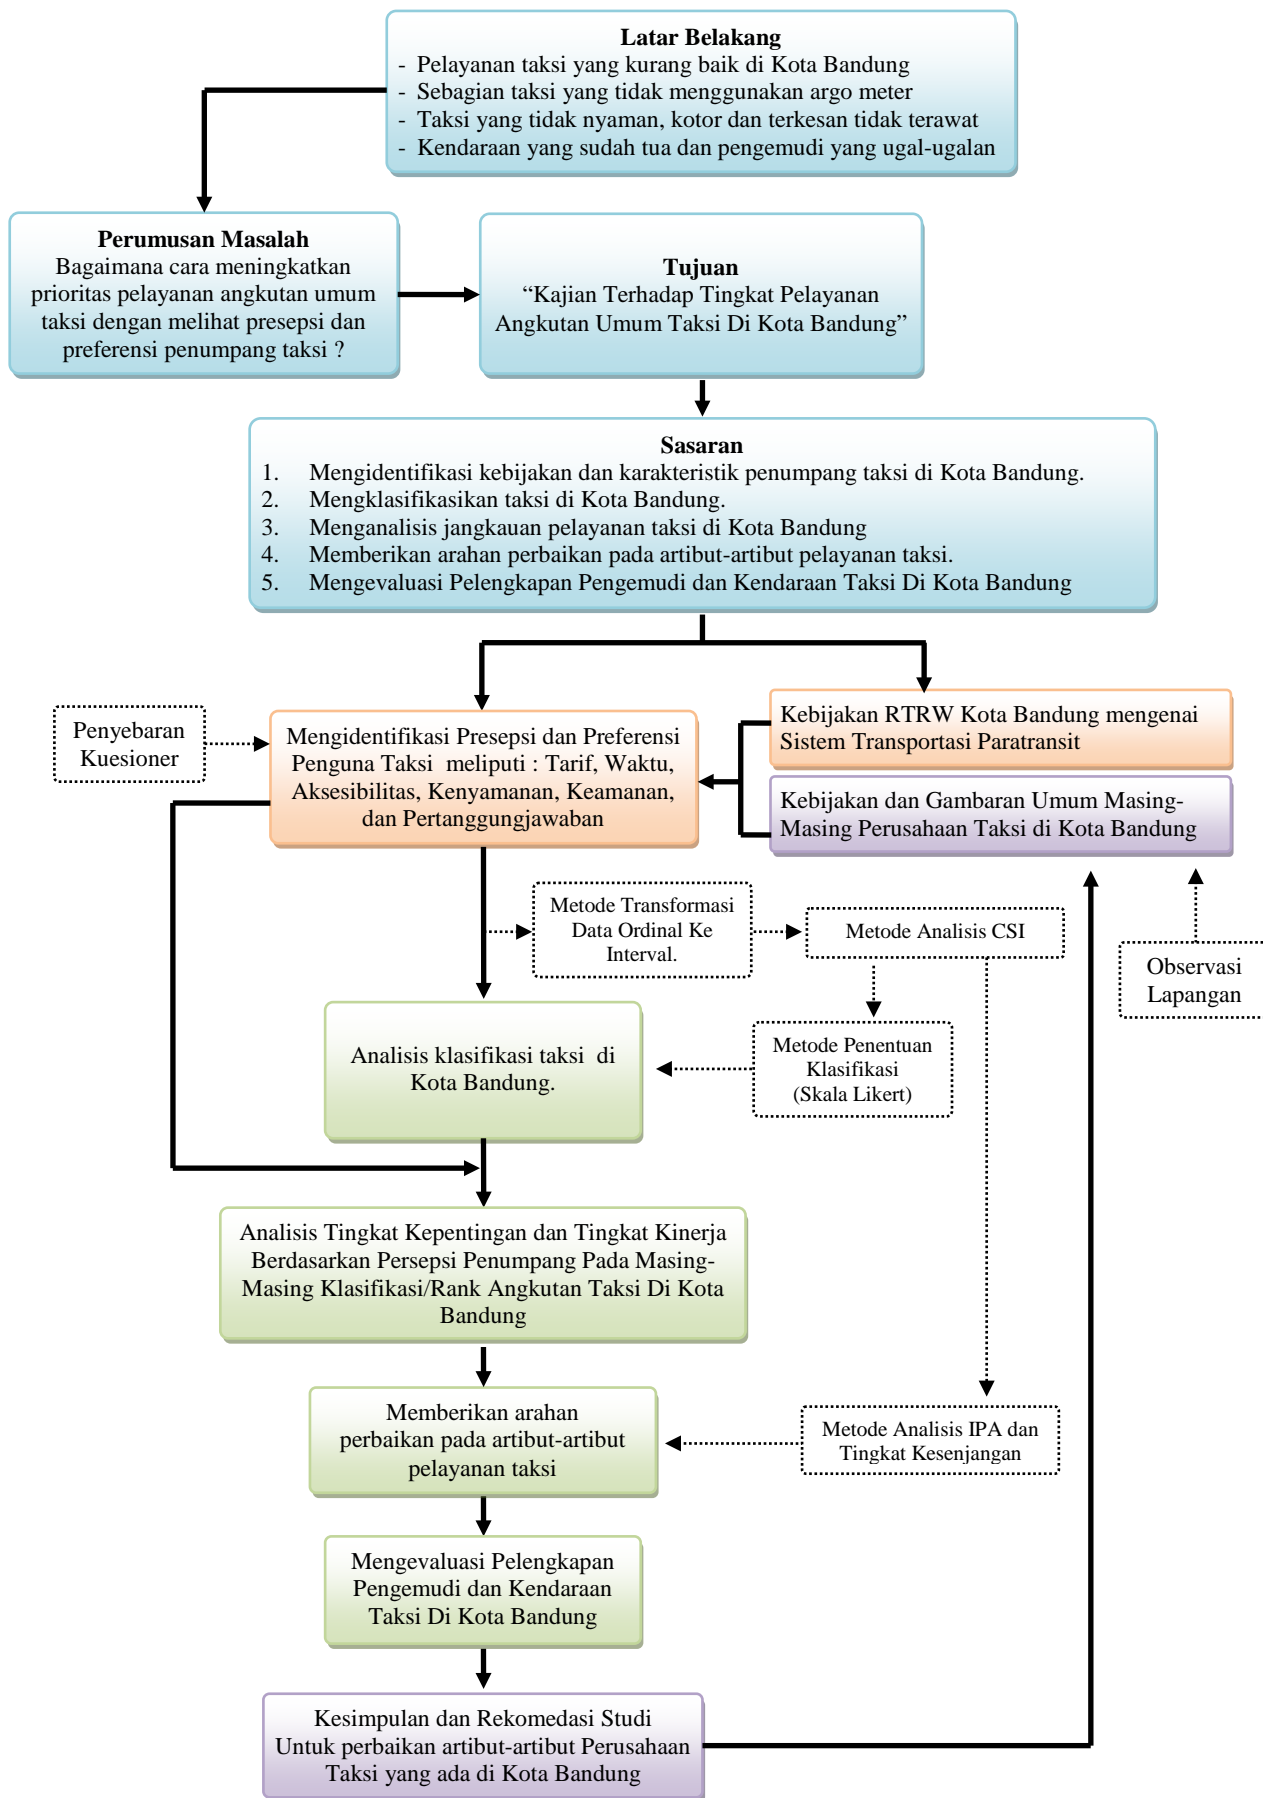 Latar Belakang
- Pelayanan taksi yang kurang baik di Kota Bandung
- Sebagian taksi yang tidak menggunakan argo meter
- Taksi yang tidak nyaman, kotor dan terkesan tidak terawat
- Kendaraan yang sudah tua dan pengemudi yang ugal-ugalan
Perumusan Masalah
Bagaimana cara meningkatkan
prioritas pelayanan angkutan umum
taksi dengan melihat presepsi dan
preferensi penumpang taksi ?
Tujuan
“Kajian Terhadap Tingkat Pelayanan
Angkutan Umum Taksi Di Kota Bandung”
Sasaran
1. Mengidentifikasi kebijakan dan karakteristik penumpang taksi di Kota Bandung.
2. Mengklasifikasikan taksi di Kota Bandung.
3. Menganalisis jangkauan pelayanan taksi di Kota Bandung
4. Memberikan arahan perbaikan pada artibut-artibut pelayanan taksi.
5. Mengevaluasi Pelengkapan Pengemudi dan Kendaraan Taksi Di Kota Bandung
Penyebaran
Kuesioner
Mengidentifikasi Presepsi dan Preferensi
Penguna Taksi meliputi : Tarif, Waktu,
Aksesibilitas, Kenyamanan, Keamanan,
dan Pertanggungjawaban
Kebijakan RTRW Kota Bandung mengenai
Sistem Transportasi Paratransit
Kebijakan dan Gambaran Umum Masing-
Masing Perusahaan Taksi di Kota Bandung
Metode Transformasi
Data Ordinal Ke
Interval.
Metode Analisis CSI
Observasi
Lapangan
Analisis klasifikasi taksi di
Kota Bandung.
Metode Penentuan
Klasifikasi
(Skala Likert)
Analisis Tingkat Kepentingan dan Tingkat Kinerja
Berdasarkan Persepsi Penumpang Pada Masing-
Masing Klasifikasi/Rank Angkutan Taksi Di Kota
Bandung
Memberikan arahan
perbaikan pada artibut-artibut
pelayanan taksi
Metode Analisis IPA dan
Tingkat Kesenjangan
Mengevaluasi Pelengkapan
Pengemudi dan Kendaraan
Taksi Di Kota Bandung
Kesimpulan dan Rekomedasi Studi
Untuk perbaikan artibut-artibut Perusahaan
Taksi yang ada di Kota Bandung